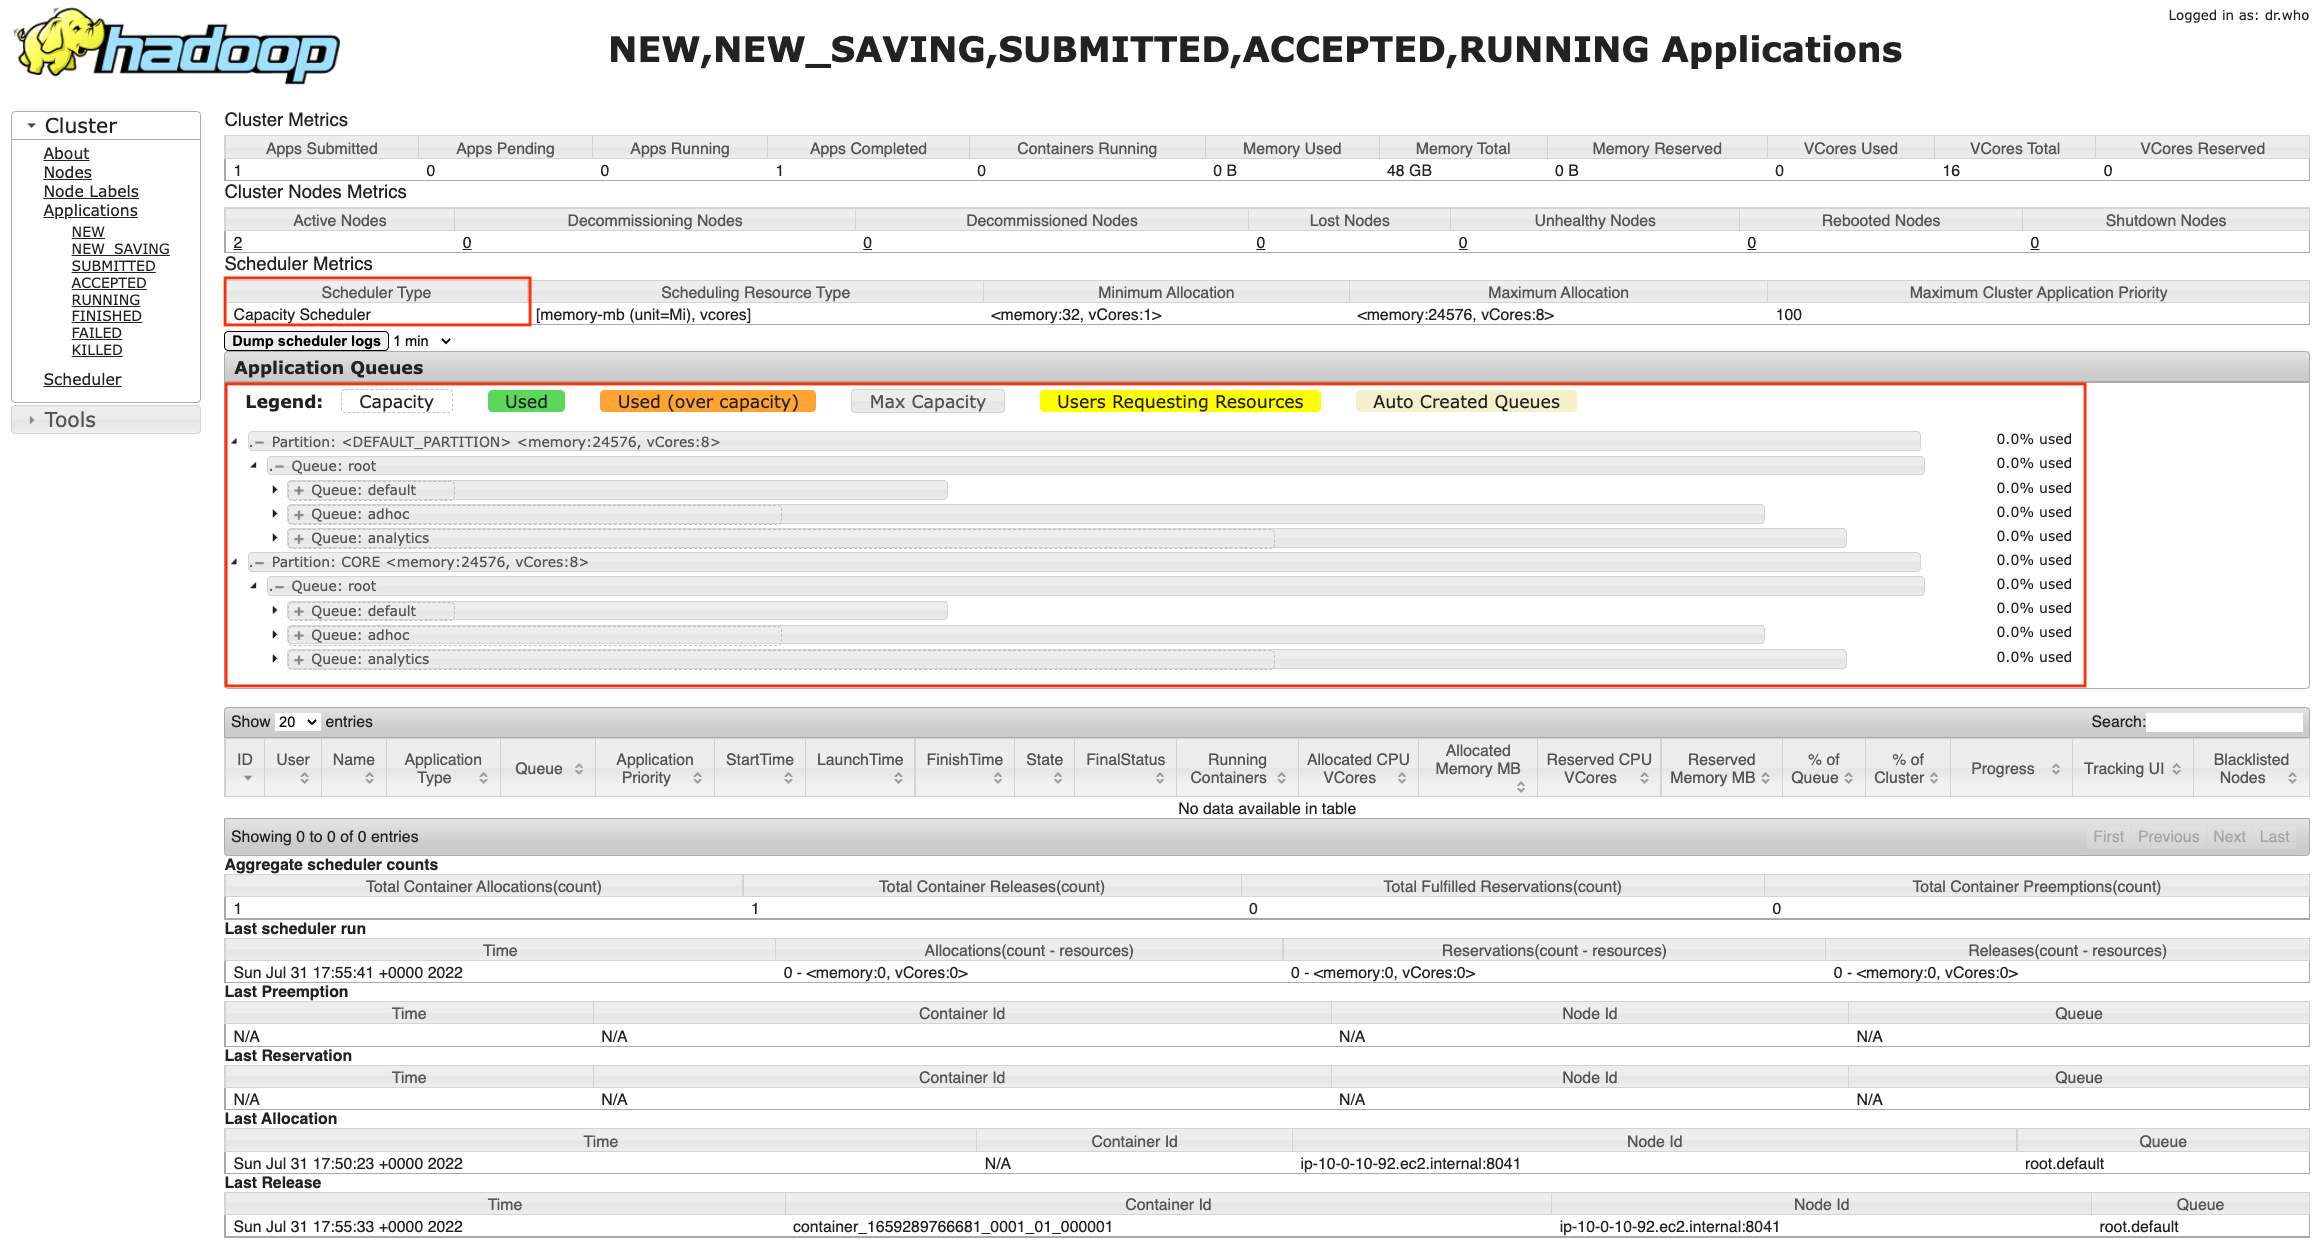 Logged in as: dr.who
hadoop
NEW,NEW_SAVING,SUBMITTED,ACCEPTED,RUNNING Applications
Cluster
About
Nodes
Node Labels
Applications
NEW
NEW_SAVING
SUBMITTED
ACCEPTED
RUNNING
FINISHED
FAILED
KILLED
Scheduler
Tools
Cluster Metrics
Apps Submitted Apps Pending Apps Running Apps Completed Containers Running Memory Used Memory Total Memory Reserved VCores Used VCores Total VCores Reserved
1 0 0 1 0 0 B 48 GB 0 B 0 16 0
Cluster Nodes Metrics
Active Nodes Decommissioning Nodes Decommissioned Nodes Lost Nodes Unhealthy Nodes Rebooted Nodes Shutdown Nodes
2 0 0 0 0 0 0
Scheduler Metrics
Scheduler Type Scheduling Resource Type Minimum Allocation Maximum Allocation Maximum Cluster Application Priority
Capacity Scheduler [memory-mb (unit=Mi), vcores] <memory:32, vCores:1> <memory:24576, vCores:8> 100
Dump scheduler logs 1 min
Application Queues
Legend: Capacity Used Used (over capacity) Max Capacity Users Requesting Resources Auto Created Queues
.– Partition: <DEFAULT_PARTITION> <memory:24576, vCores:8> 0.0% used
.– Queue: root 0.0% used
+ Queue: default 0.0% used
+ Queue: adhoc 0.0% used
+ Queue: analytics 0.0% used
.– Partition: CORE <memory:24576, vCores:8> 0.0% used
.– Queue: root 0.0% used
+ Queue: default 0.0% used
+ Queue: adhoc 0.0% used
+ Queue: analytics 0.0% used
Show 20 entries Search:
ID User Name Application Type Queue Application Priority StartTime LaunchTime FinishTime State FinalStatus Running Containers Allocated CPU VCores Allocated Memory MB Reserved CPU VCores Reserved Memory MB % of Queue % of Cluster Progress Tracking UI Blacklisted Nodes
No data available in table
Showing 0 to 0 of 0 entries First Previous Next Last
Aggregate scheduler counts
Total Container Allocations(count) Total Container Releases(count) Total Fulfilled Reservations(count) Total Container Preemptions(count)
1 1 0 0
Last scheduler run
Time Allocations(count - resources) Reservations(count - resources) Releases(count - resources)
Sun Jul 31 17:55:41 +0000 2022 0 - <memory:0, vCores:0> 0 - <memory:0, vCores:0> 0 - <memory:0, vCores:0>
Last Preemption
Time Container Id Node Id Queue
N/A N/A N/A N/A
Last Reservation
Time Container Id Node Id Queue
N/A N/A N/A N/A
Last Allocation
Time Container Id Node Id Queue
Sun Jul 31 17:50:23 +0000 2022 N/A ip-10-0-10-92.ec2.internal:8041 root.default
Last Release
Time Container Id Node Id Queue
Sun Jul 31 17:55:33 +0000 2022 container_1659289766681_0001_01_000001 ip-10-0-10-92.ec2.internal:8041 root.default